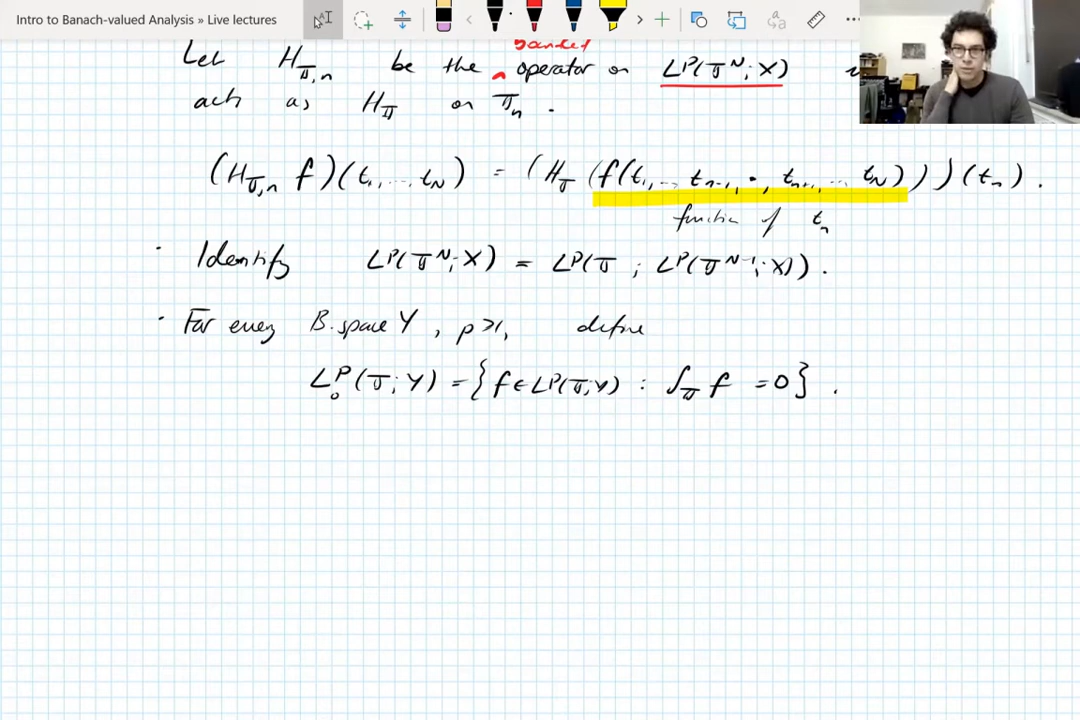 Intro to Banach-valued Analysis » Live lectures
banded
Let H_{𝕋,n} be the ^ operator on L^p(𝕋^N; X)
acts as H_𝕋 on 𝕋_n .
(H_{𝕋,n} f)(t_1, ..., t_N) = (H_𝕋 (f(t_1, ..., t_{n-1}, •, t_{n+1}, ... t_N)))(t_n) .
function of t_n
· Identify L^p(𝕋^N; X) = L^p(𝕋 ; L^p(𝕋^{N-1}; X)) .
· For every B. space Y , p>1, define
L^p_0(𝕋; Y) = { f ∈ L^p(𝕋; Y) : ∫_𝕋 f = 0 } .